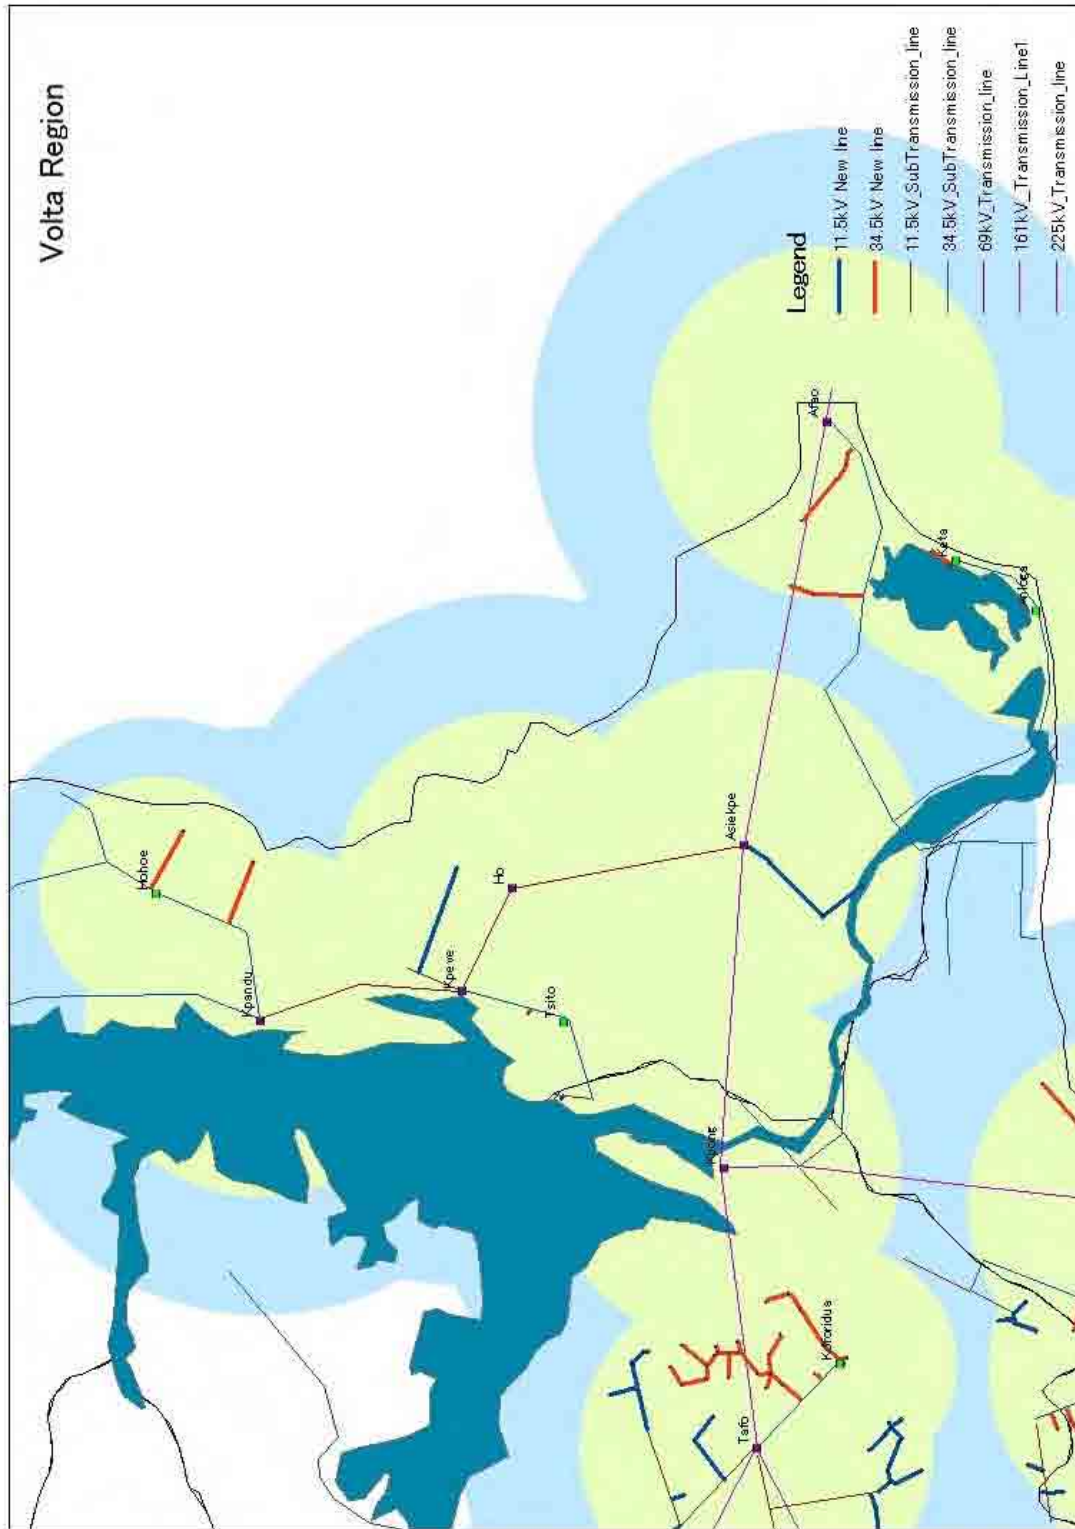 Volta Region
Hohoe
Kpandu
Kpeve
Ho
Tsito
Asiekpe
Kpong
Tafo
Koforidua
Keta
Legend
11.5kV New line
34.5kV New line
11.5kV_SubTransmission_line
34.5kV_SubTransmission_line
69kV_Transmission_line
161kV_Transmission_Line1
225kV_Transmission_line